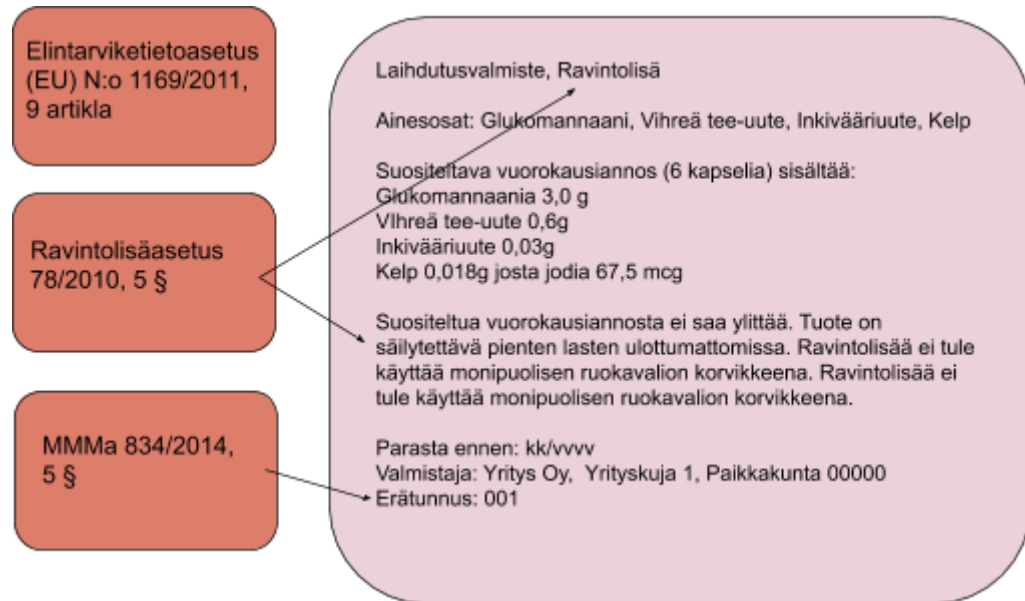 Elintarviketietoasetus
(EU) N:o 1169/2011,
9 artikla
Ravintolisäasetus
78/2010, 5 §
MMMa 834/2014,
5 §
Laihdutusvalmiste, Ravintolisä
Ainesosat: Glukomannaani, Vihreä tee-uute, Inkivääriuute, Kelp
Suositeltava vuorokausiannos (6 kapselia) sisältää:
Glukomannaania 3,0 g
VIhreä tee-uute 0,6g
Inkivääriuute 0,03g
Kelp 0,018g josta jodia 67,5 mcg
Suositeltua vuorokausiannosta ei saa ylittää. Tuote on
säilytettävä pienten lasten ulottumattomissa. Ravintolisää ei tule
käyttää monipuolisen ruokavalion korvikkeena. Ravintolisää ei
tule käyttää monipuolisen ruokavalion korvikkeena.
Parasta ennen: kk/vvvv
Valmistaja: Yritys Oy, Yrityskuja 1, Paikkakunta 00000
Erätunnus: 001